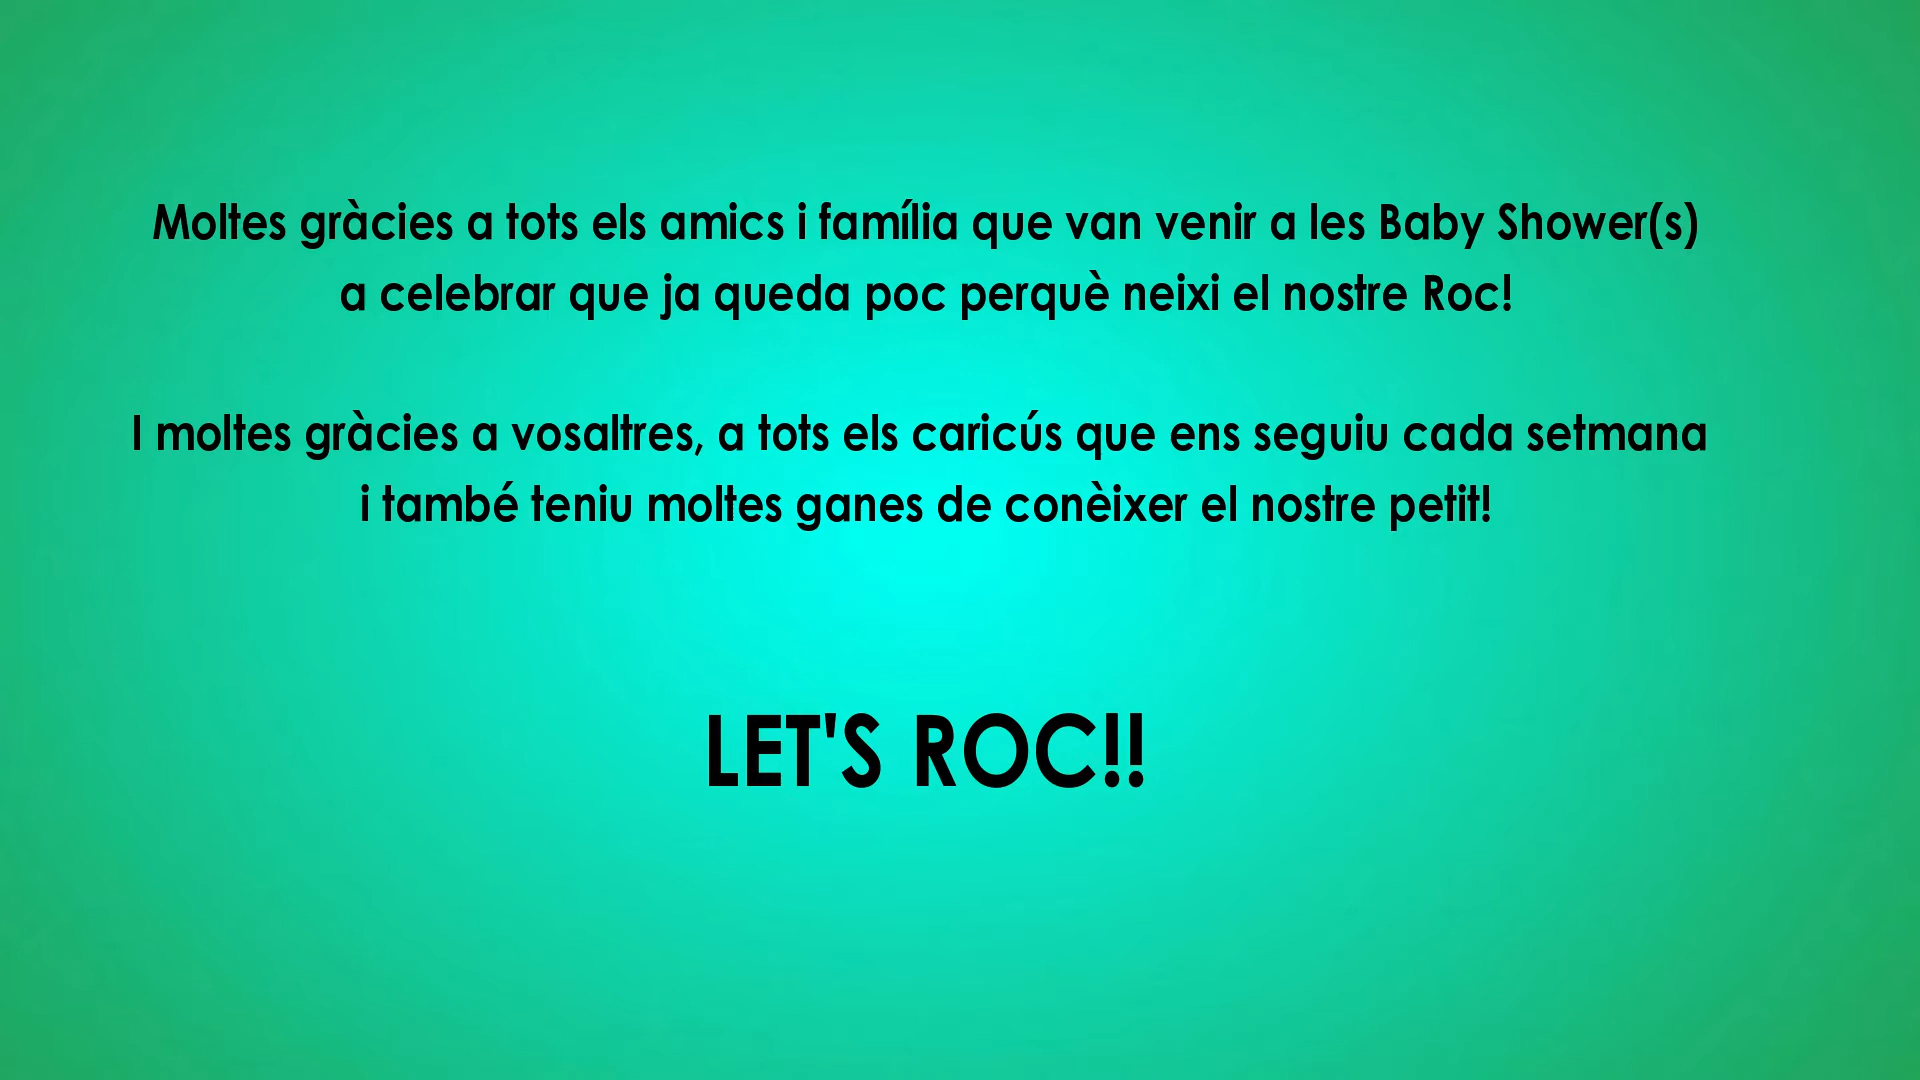 Moltes gràcies a tots els amics i família que van venir a les Baby Shower(s)
a celebrar que ja queda poc perquè neixi el nostre Roc!
I moltes gràcies a vosaltres, a tots els caricús que ens seguiu cada setmana
i també teniu moltes ganes de conèixer el nostre petit!
LET'S ROC!!